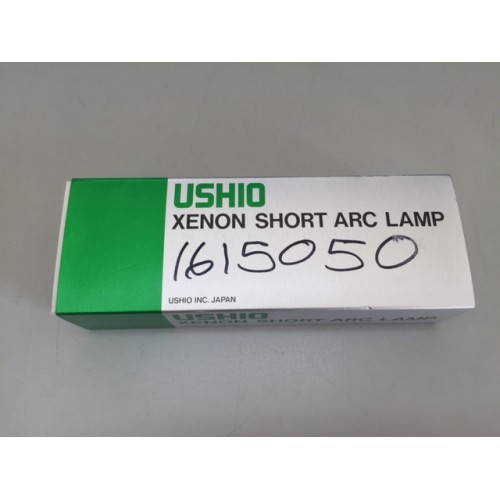 USHIO
XENON SHORT ARC LAMP
1615050
USHIO INC. JAPAN
USHIO
XENON SHORT ARC LAMP